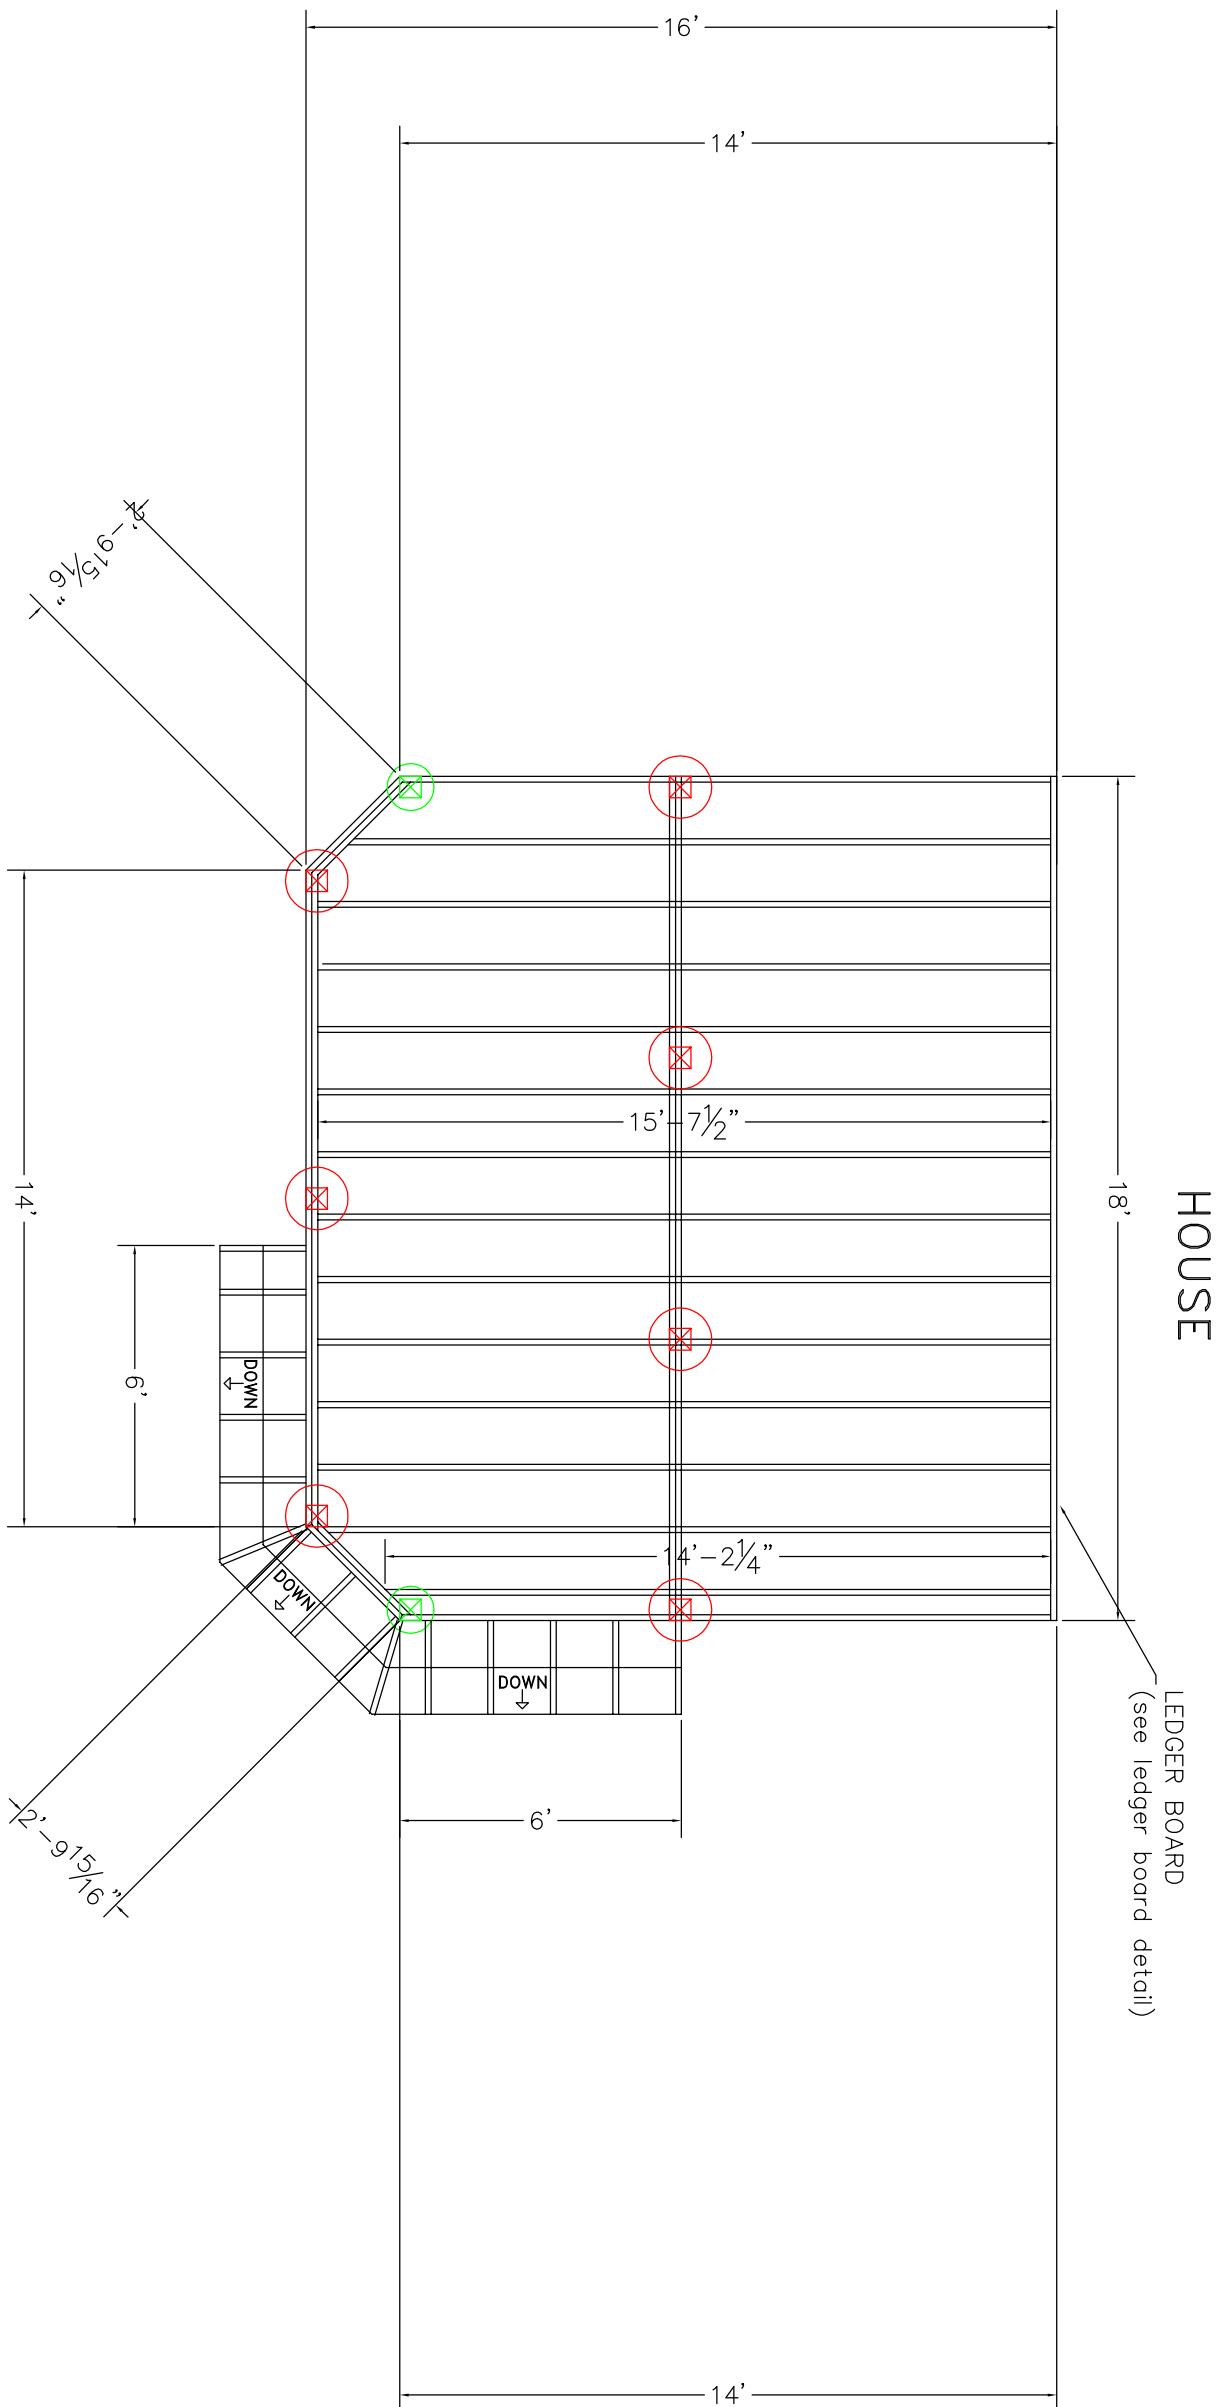 16'
14'
2'-9 15/16"
15'-7 1/2"
18'
HOUSE
14'
6'
DOWN
14'-2 1/4"
DOWN
DOWN
LEDGER BOARD
(see ledger board detail)
6'
2'-9 15/16"
14'